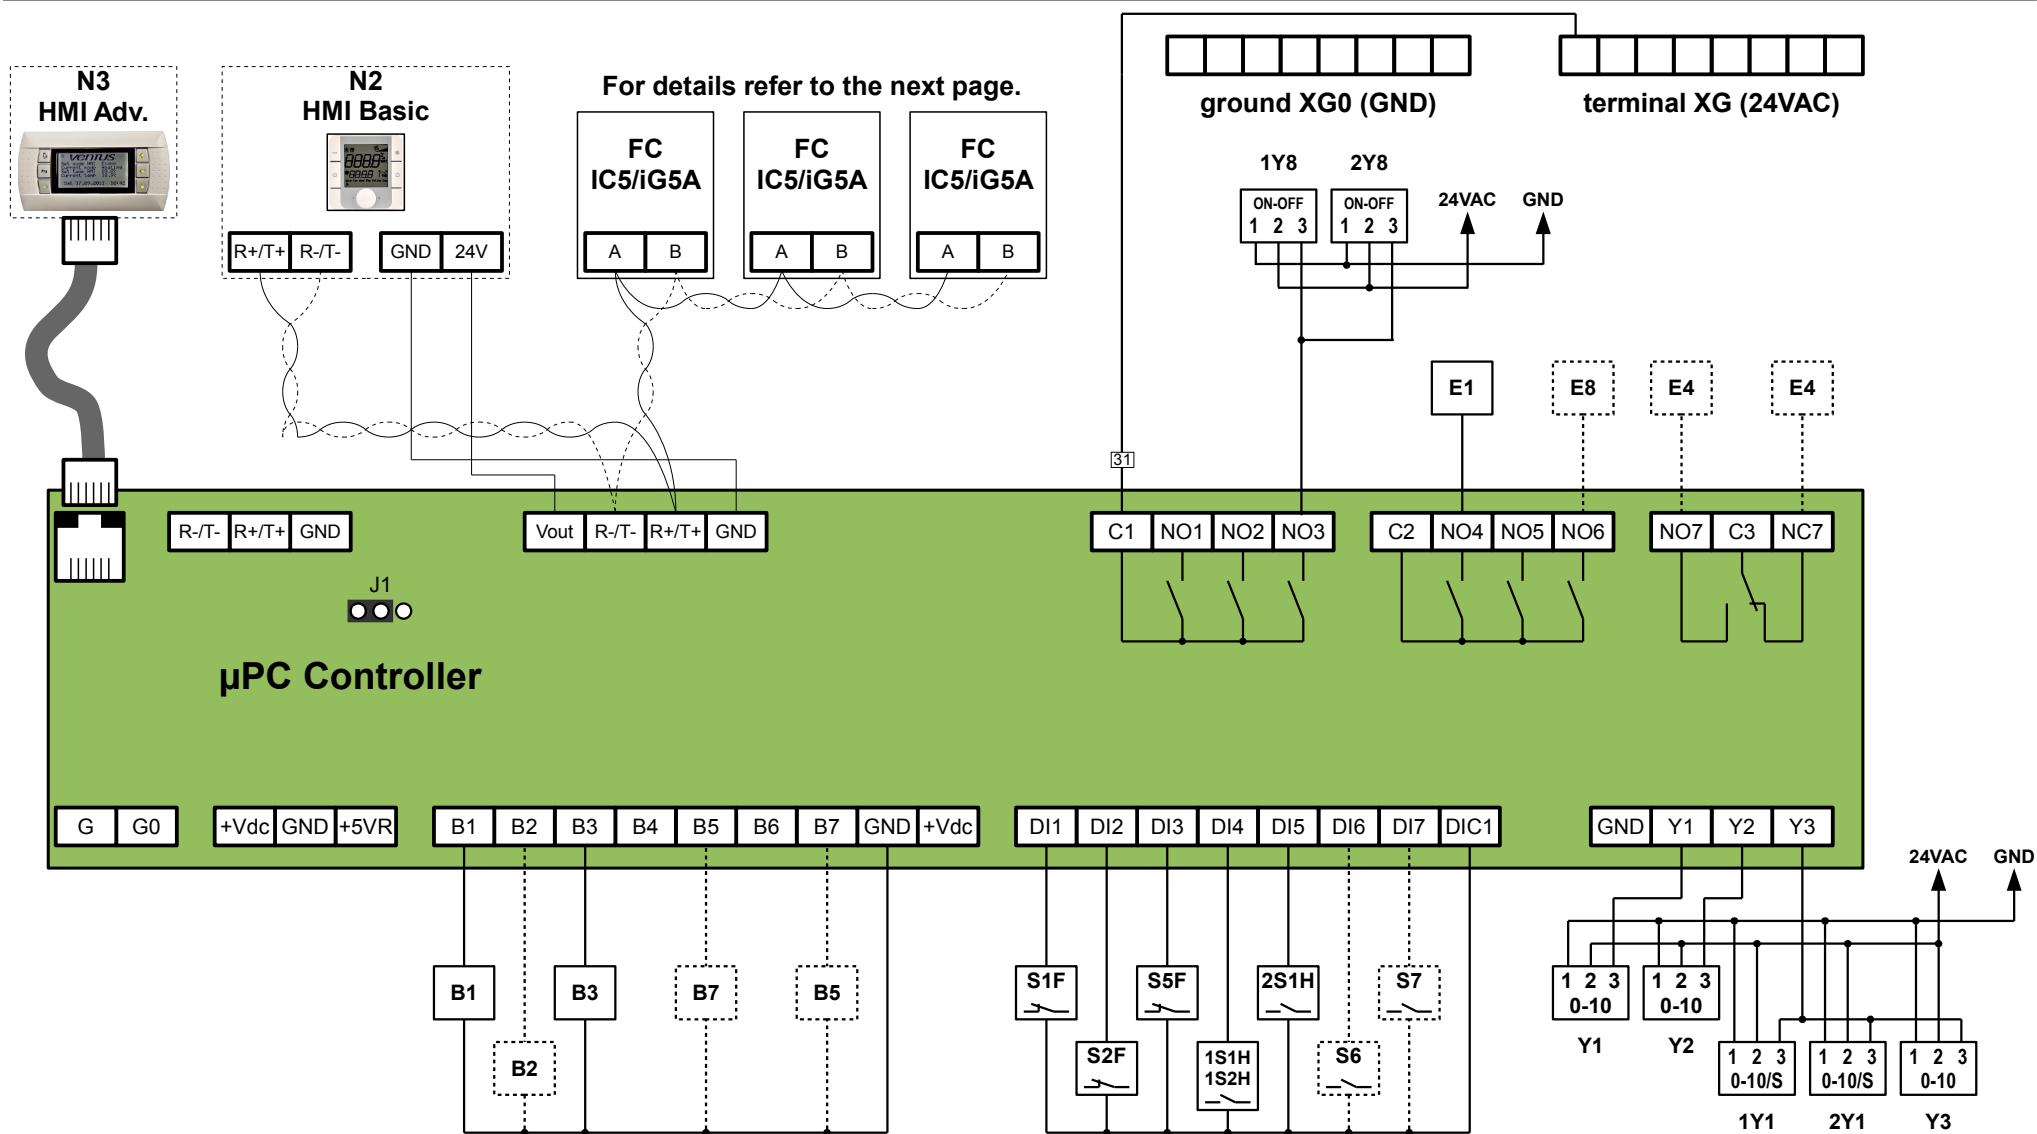 N3
HMI Adv.
ventus
N2
HMI Basic
R+/T+ R-/T- GND 24V
For details refer to the next page.
FC
IC5/iG5A
A B
FC
IC5/iG5A
A B
FC
IC5/iG5A
A B
ground XG0 (GND)
terminal XG (24VAC)
1Y8
ON-OFF
1 2 3
2Y8
ON-OFF
1 2 3
24VAC GND
E1
E8
E4
E4
31
R-/T- R+/T+ GND
Vout R-/T- R+/T+ GND
C1 NO1 NO2 NO3
C2 NO4 NO5 NO6
NO7 C3 NC7
J1
µPC Controller
G G0
+Vdc GND +5VR
B1 B2 B3 B4 B5 B6 B7 GND +Vdc
DI1 DI2 DI3 DI4 DI5 DI6 DI7 DIC1
GND Y1 Y2 Y3
24VAC GND
B1
B2
B3
B7
B5
S1F
S2F
S5F
1S1H
1S2H
2S1H
S6
S7
1 2 3
0-10
Y1
1 2 3
0-10
Y2
1 2 3
0-10/S
1Y1
1 2 3
0-10/S
2Y1
1 2 3
0-10
Y3